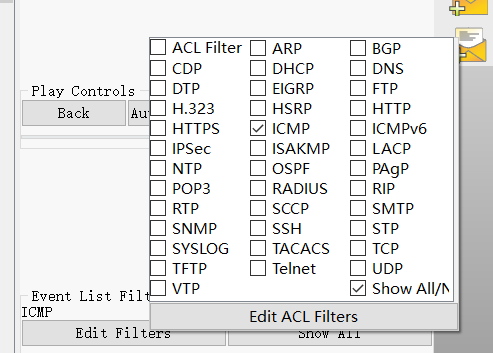 ACL Filter ARP BGP
CDP DHCP DNS
DTP EIGRP FTP
Play Controls H.323 HSRP HTTP
Back Au HTTPS ICMP ICMPv6
IPSec ISAKMP LACP
NTP OSPF PAgP
POP3 RADIUS RIP
RTP SCCP SMTP
SNMP SSH STP
SYSLOG TACACS TCP
TFTP Telnet UDP
Event List Filt VTP Show All/N
ICMP
Edit ACL Filters
Edit Filters Show All